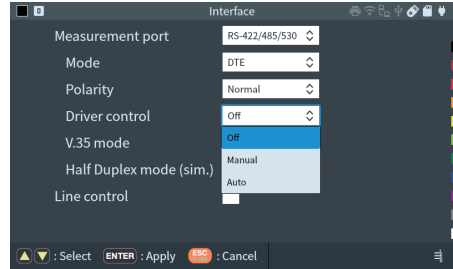 0 Interface
Measurement port RS-422/485/530
Mode DTE
Polarity Normal
Driver control Off
Off
V.35 mode
Manual
Half Duplex mode (sim.)
Auto
Line control
: Select ENTER : Apply ESC : Cancel